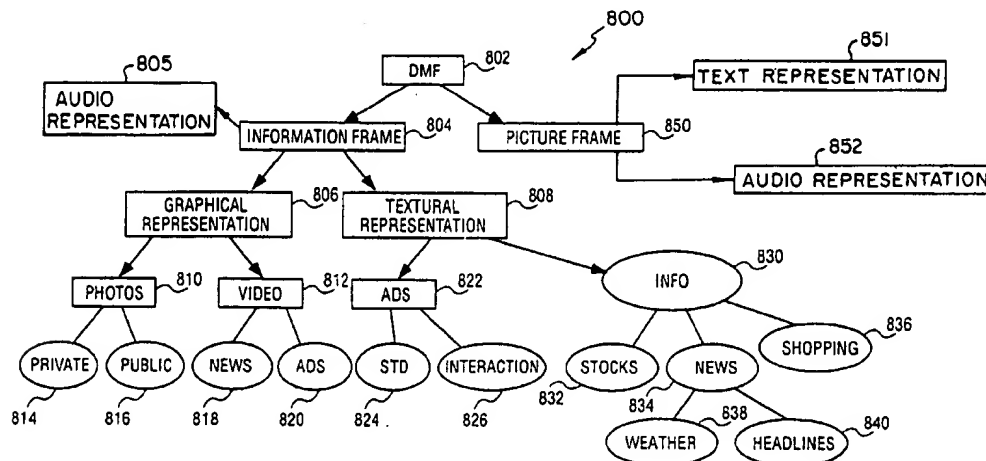 800
805
AUDIO
REPRESENTATION
DMF
802
851
TEXT REPRESENTATION
INFORMATION FRAME
804
PICTURE FRAME
850
852
AUDIO REPRESENTATION
GRAPHICAL
REPRESENTATION
806
TEXTURAL
REPRESENTATION
808
PHOTOS
810
VIDEO
812
ADS
822
INFO
830
PRIVATE
814
PUBLIC
816
NEWS
818
ADS
820
STD
824
INTERACTION
826
STOCKS
832
NEWS
834
SHOPPING
836
WEATHER
838
HEADLINES
840